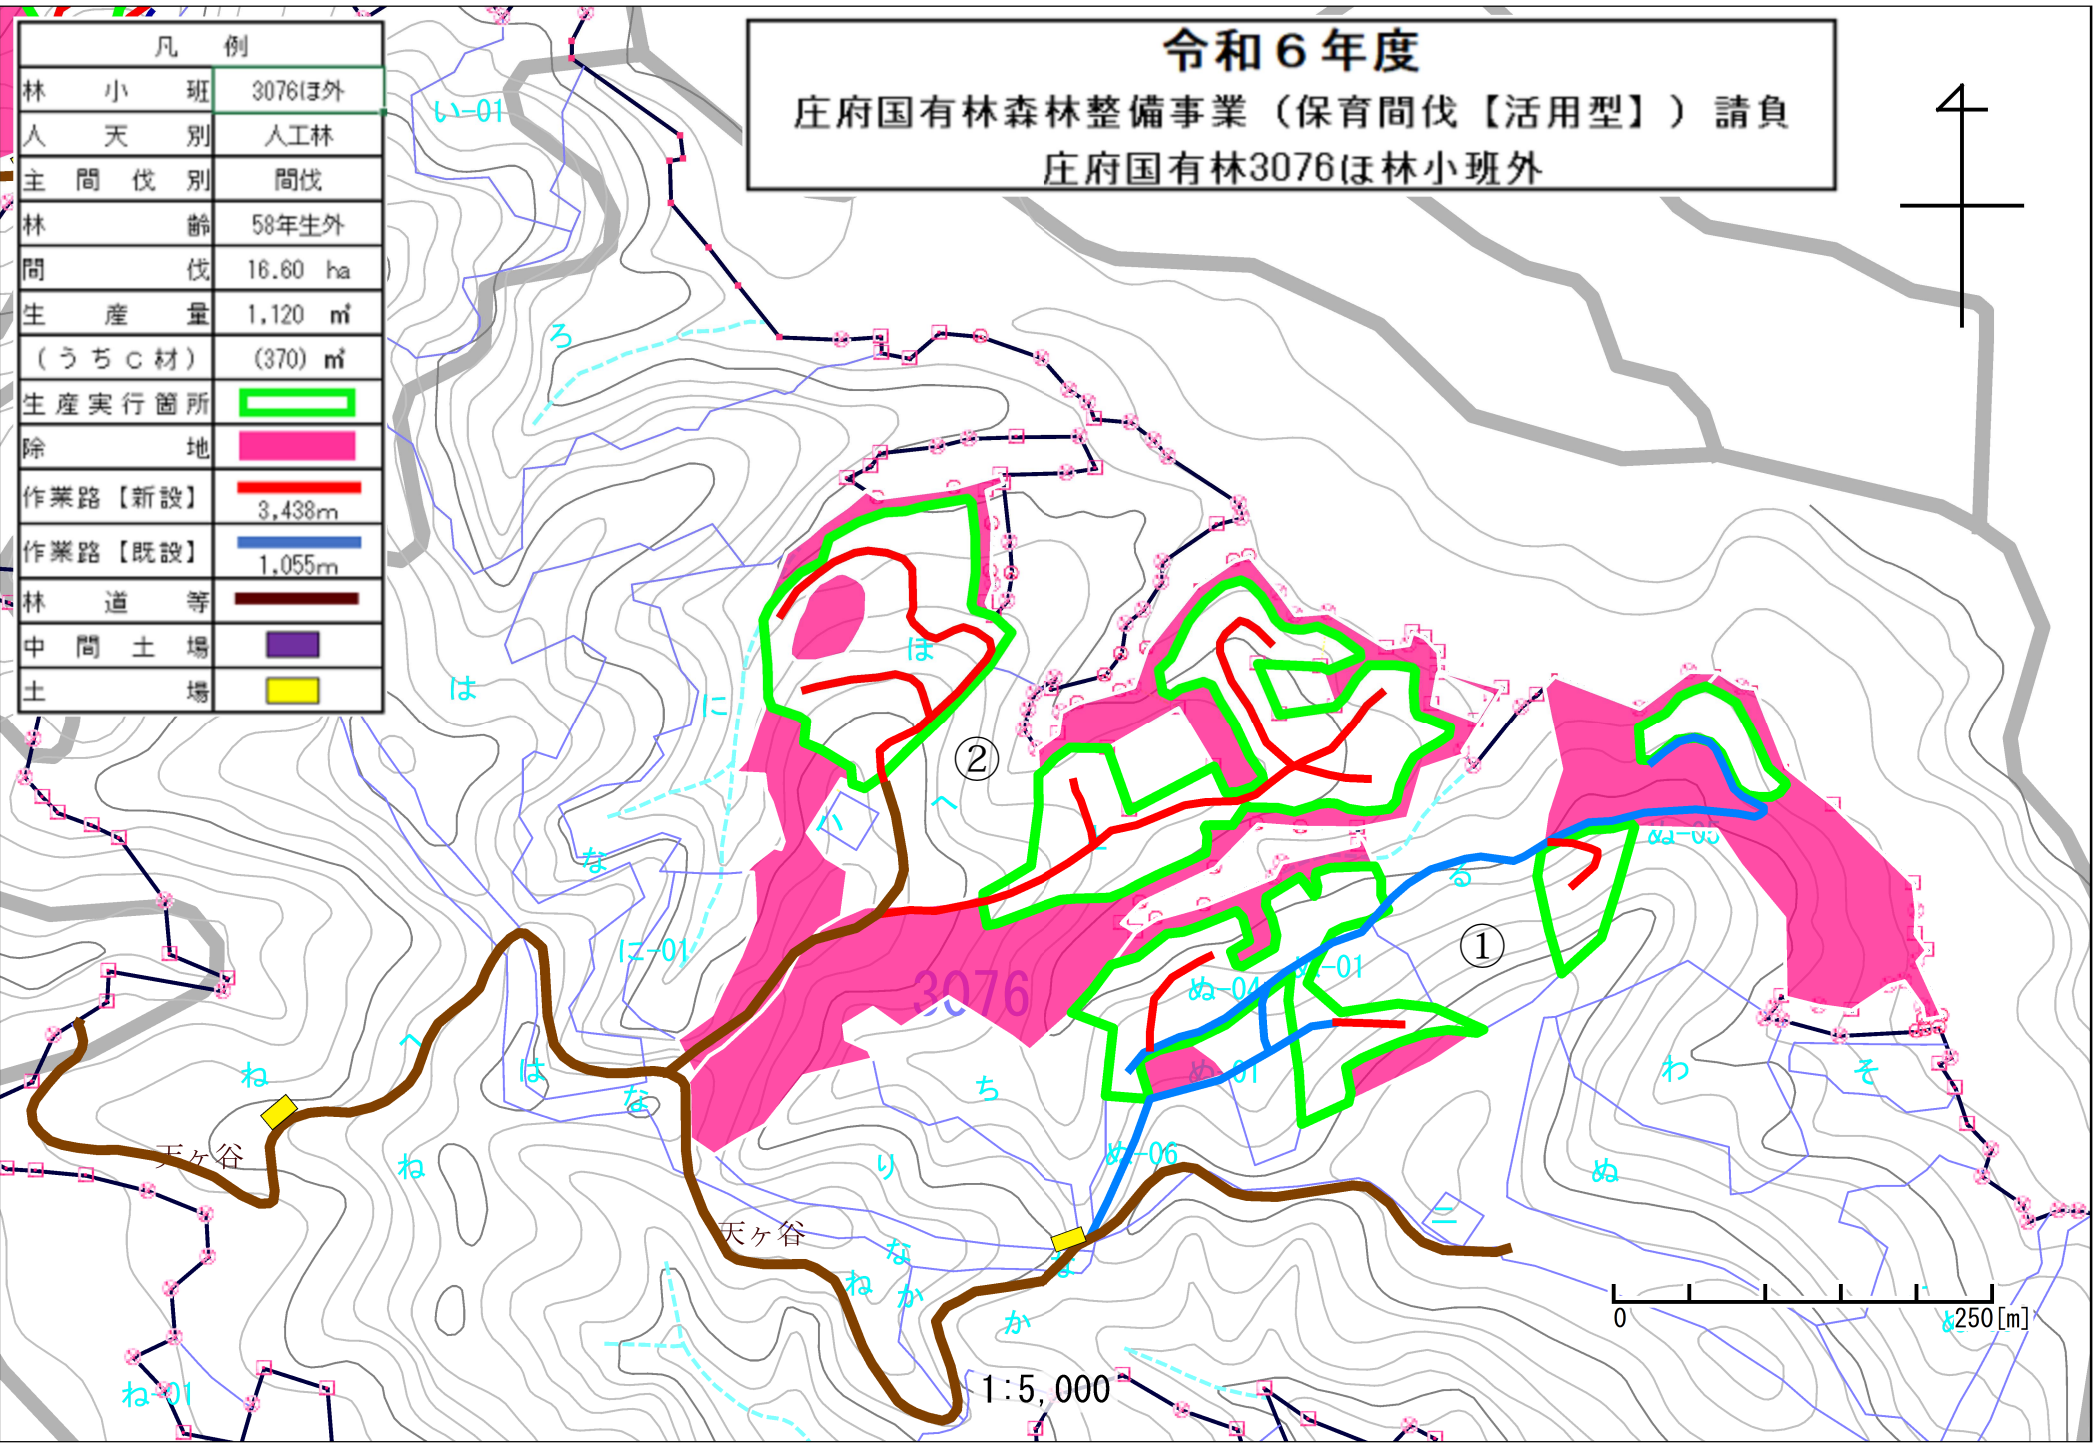 凡 例
林小班 3076ほ外
人天別 人工林
主間伐別 間伐
林齢 58年生外
間伐 16.60 ha
生産量 1,120 ㎥
(うちC材) (370) ㎥
生産実行箇所
除地
作業路【新設】 3,438m
作業路【既設】 1,055m
林道等
中間土場
土場
令和６年度
庄府国有林森林整備事業（保育間伐【活用型】）請負
庄府国有林3076ほ林小班外
い-01
ろ
は
に
ほ
②
へ
ハ
な
に-01
3076
ぬ-05
る
①
ぬ-04
ぬ-01
め-01
ぬ-06
ち
り
へ
は
な
ね
天ヶ谷
ね
天ヶ谷
な
ね
か
か
わ
そ
ぬ
ニ
ね-01
0 250[m]
1:5,000